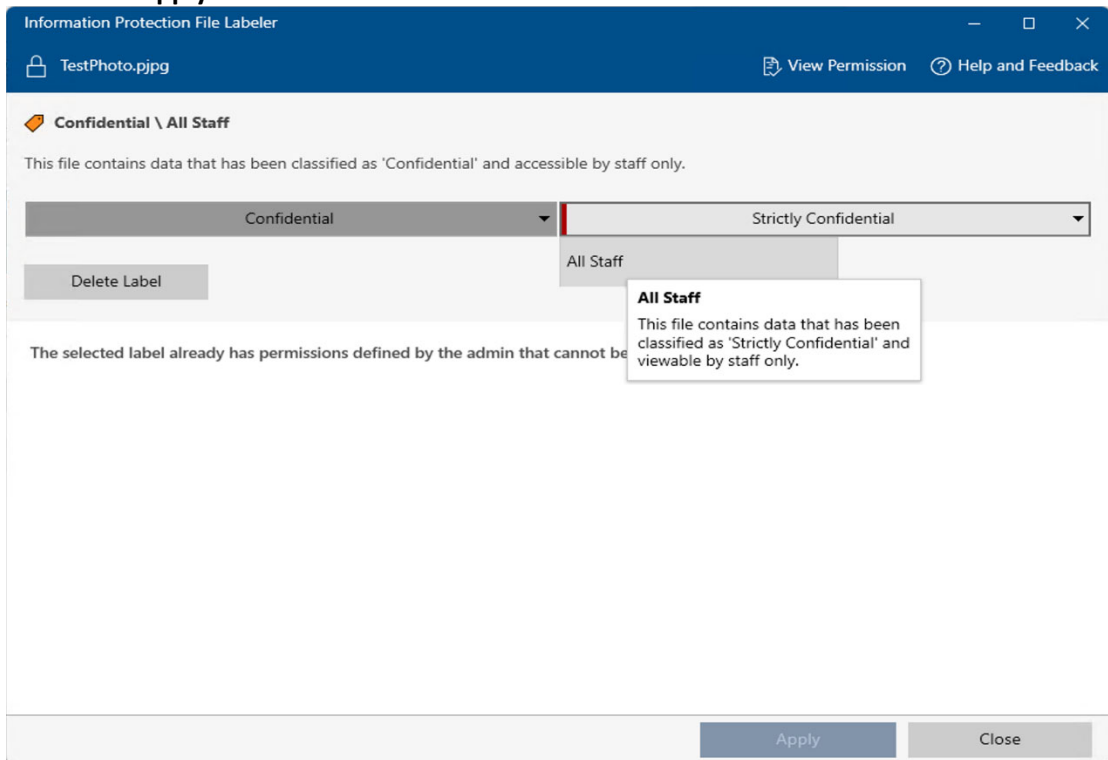 Information Protection File Labeler
TestPhoto.pjpg
View Permission
Help and Feedback
Confidential \ All Staff
This file contains data that has been classified as 'Confidential' and accessible by staff only.
Confidential
Strictly Confidential
All Staff
Delete Label
All Staff
This file contains data that has been
classified as 'Strictly Confidential' and
viewable by staff only.
The selected label already has permissions defined by the admin that cannot be
Apply
Close